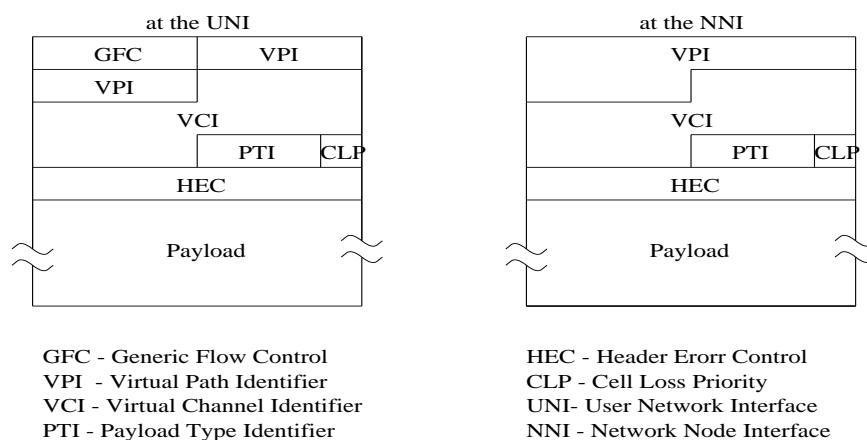 at the UNI
GFC VPI
VPI
VCI
PTI CLP
HEC
Payload
at the NNI
VPI
VCI
PTI CLP
HEC
Payload
GFC - Generic Flow Control
VPI - Virtual Path Identifier
VCI - Virtual Channel Identifier
PTI - Payload Type Identifier
HEC - Header Erorr Control
CLP - Cell Loss Priority
UNI- User Network Interface
NNI - Network Node Interface